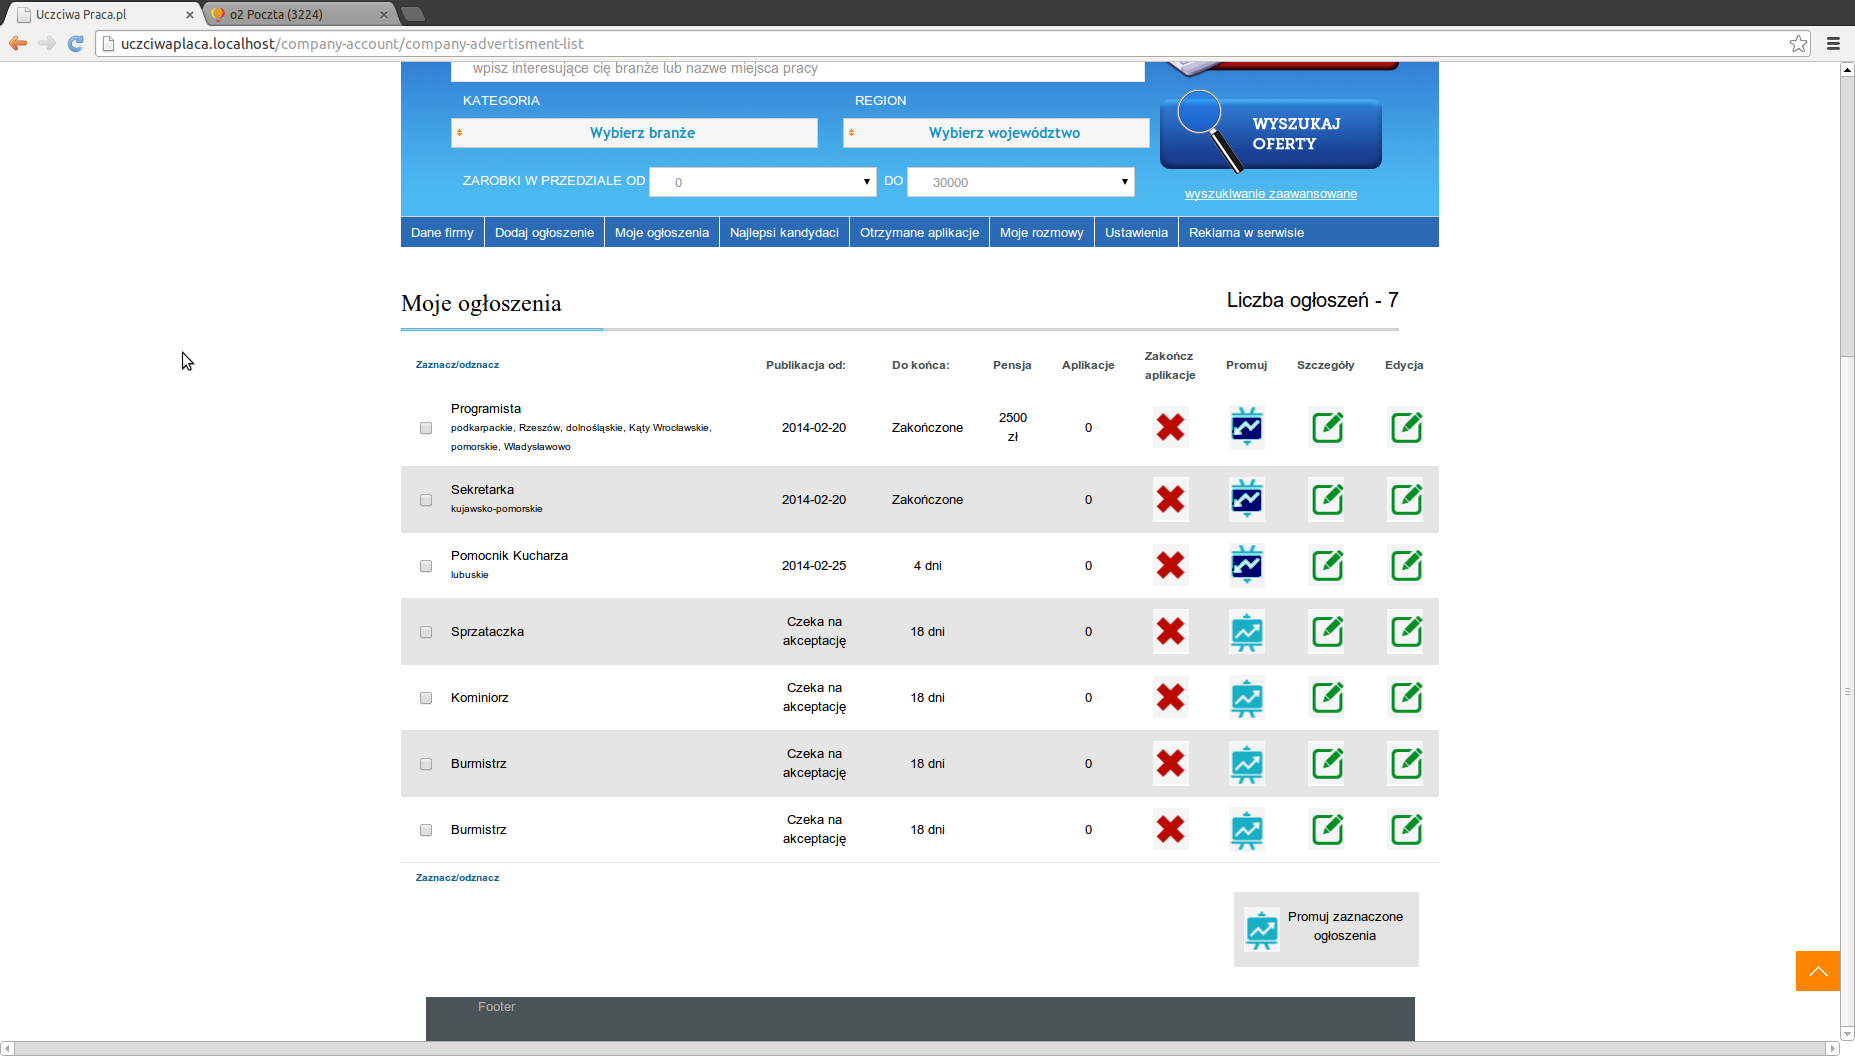 Uczciwa Praca.pl
o2 Poczta (3224)
uczciwaplaca.localhost/company-account/company-advertisment-list
wpisz interesujące cię branże lub nazwe miejsca pracy
KATEGORIA
REGION
Wybierz branże
Wybierz województwo
WYSZUKAJ
OFERTY
ZAROBKI W PRZEDZIALE OD
0
DO
30000
wyszukiwanie zaawansowane
Dane firmy
Dodaj ogłoszenie
Moje ogłoszenia
Najlepsi kandydaci
Otrzymane aplikacje
Moje rozmowy
Ustawienia
Reklama w serwisie
Moje ogłoszenia
Liczba ogłoszeń - 7
Zaznacz/odznacz
Publikacja od:
Do końca:
Pensja
Aplikacje
Zakończ
aplikacje
Promuj
Szczegóły
Edycja
Programista
podkarpackie, Rzeszów, dolnośląskie, Kąty Wrocławskie,
pomorskie, Władysławowo
2014-02-20
Zakończone
2500
zł
0
Sekretarka
kujawsko-pomorskie
2014-02-20
Zakończone
0
Pomocnik Kucharza
lubuskie
2014-02-25
4 dni
0
Sprzataczka
Czeka na
akceptację
18 dni
0
Kominiorz
Czeka na
akceptację
18 dni
0
Burmistrz
Czeka na
akceptację
18 dni
0
Burmistrz
Czeka na
akceptację
18 dni
0
Zaznacz/odznacz
Promuj zaznaczone
ogłoszenia
Footer